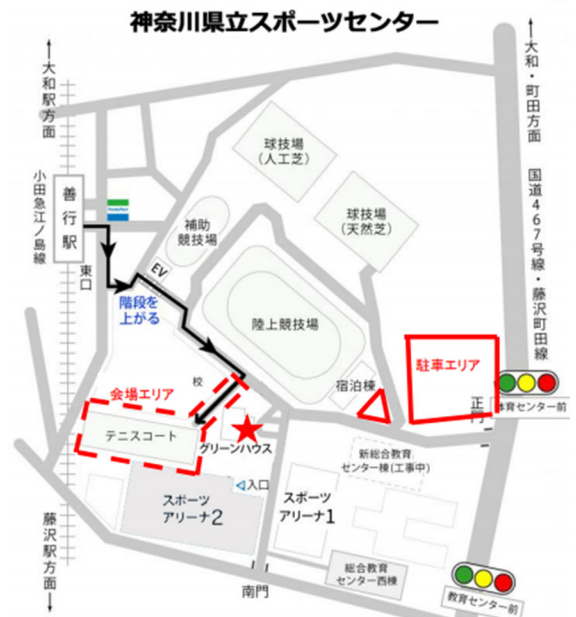 神奈川県立スポーツセンター
大和駅方面
大和・町田方面
国道467号線・藤沢町田線
球技場
(人工芝)
球技場
(天然芝)
小田急江ノ島線
善行駅
FamilyMart
補助
競技場
東口
EV
階段を
上がる
陸上競技場
駐車エリア
宿泊棟
校
会場エリア
正門
体育センター前
テニスコート
グリーンハウス
新総合教育
センター棟(工事中)
入口
スポーツ
アリーナ2
スポーツ
アリーナ1
藤沢駅方面
総合教育
センター西棟
南門
教育センター前